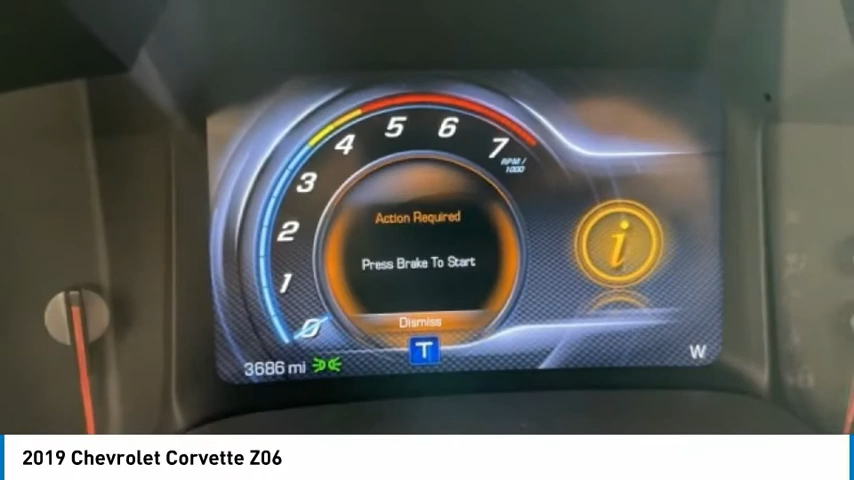 5 6
4 7
RPM /
1000
3
Action Required
2
Press Brake To Start
i
1
0
Dismiss
T
3686 mi
W
2019 Chevrolet Corvette Z06